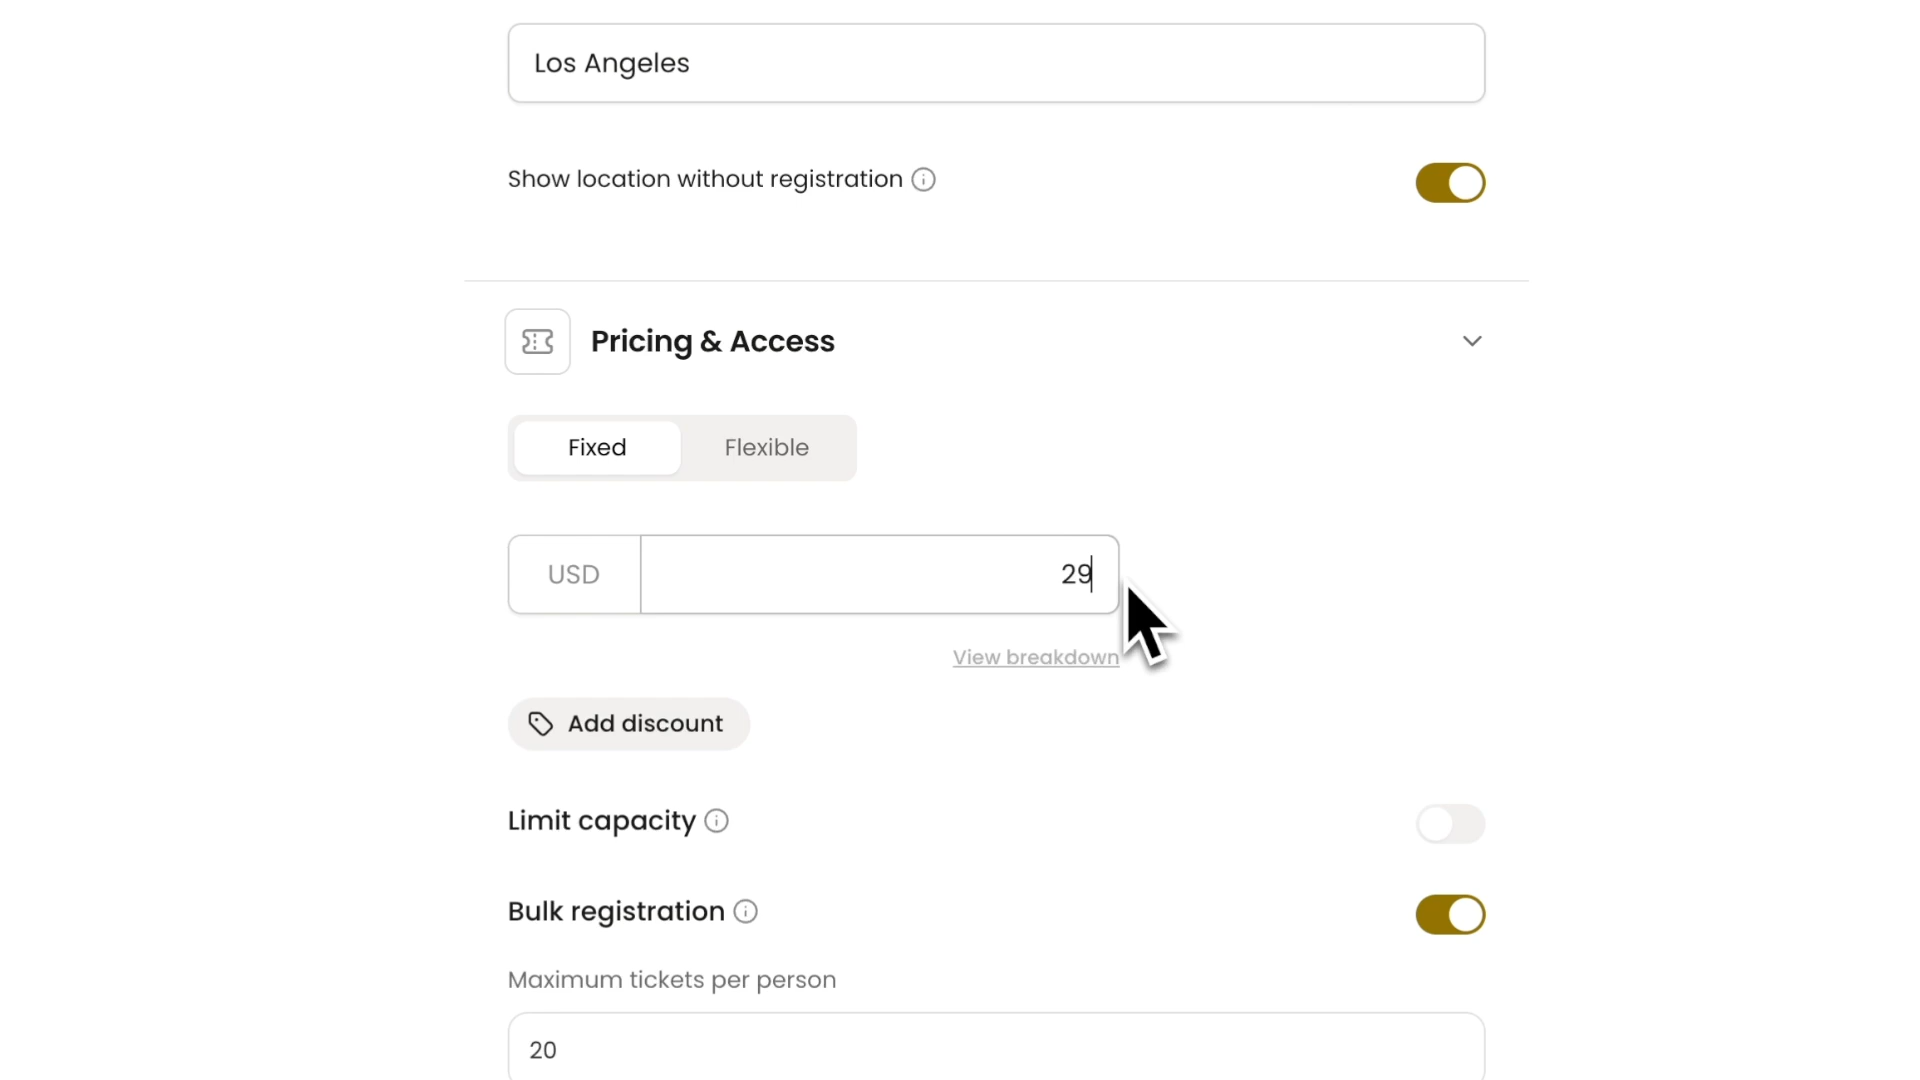 Los Angeles
Show location without registration
Pricing & Access
Fixed Flexible
USD 29
View breakdown
Add discount
Limit capacity
Bulk registration
Maximum tickets per person
20